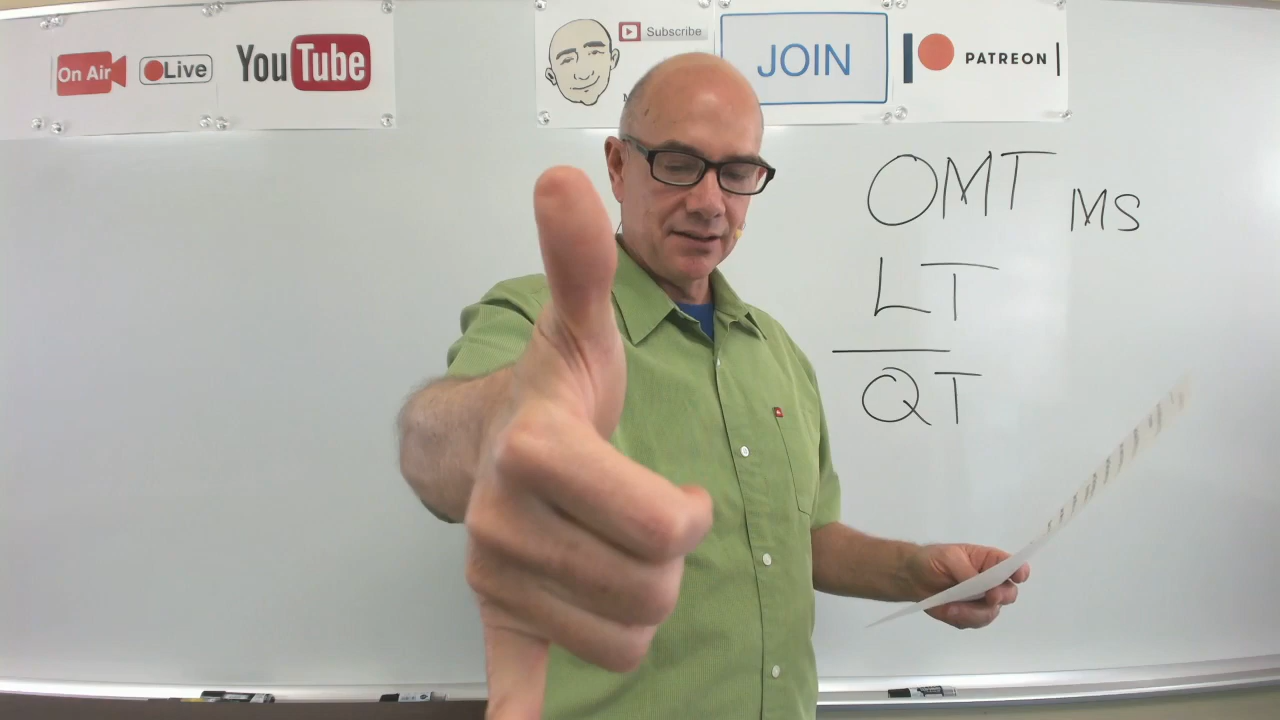 On Air
Live
YouTube
Subscribe
JOIN
PATREON
OMT
MS
LT
QT